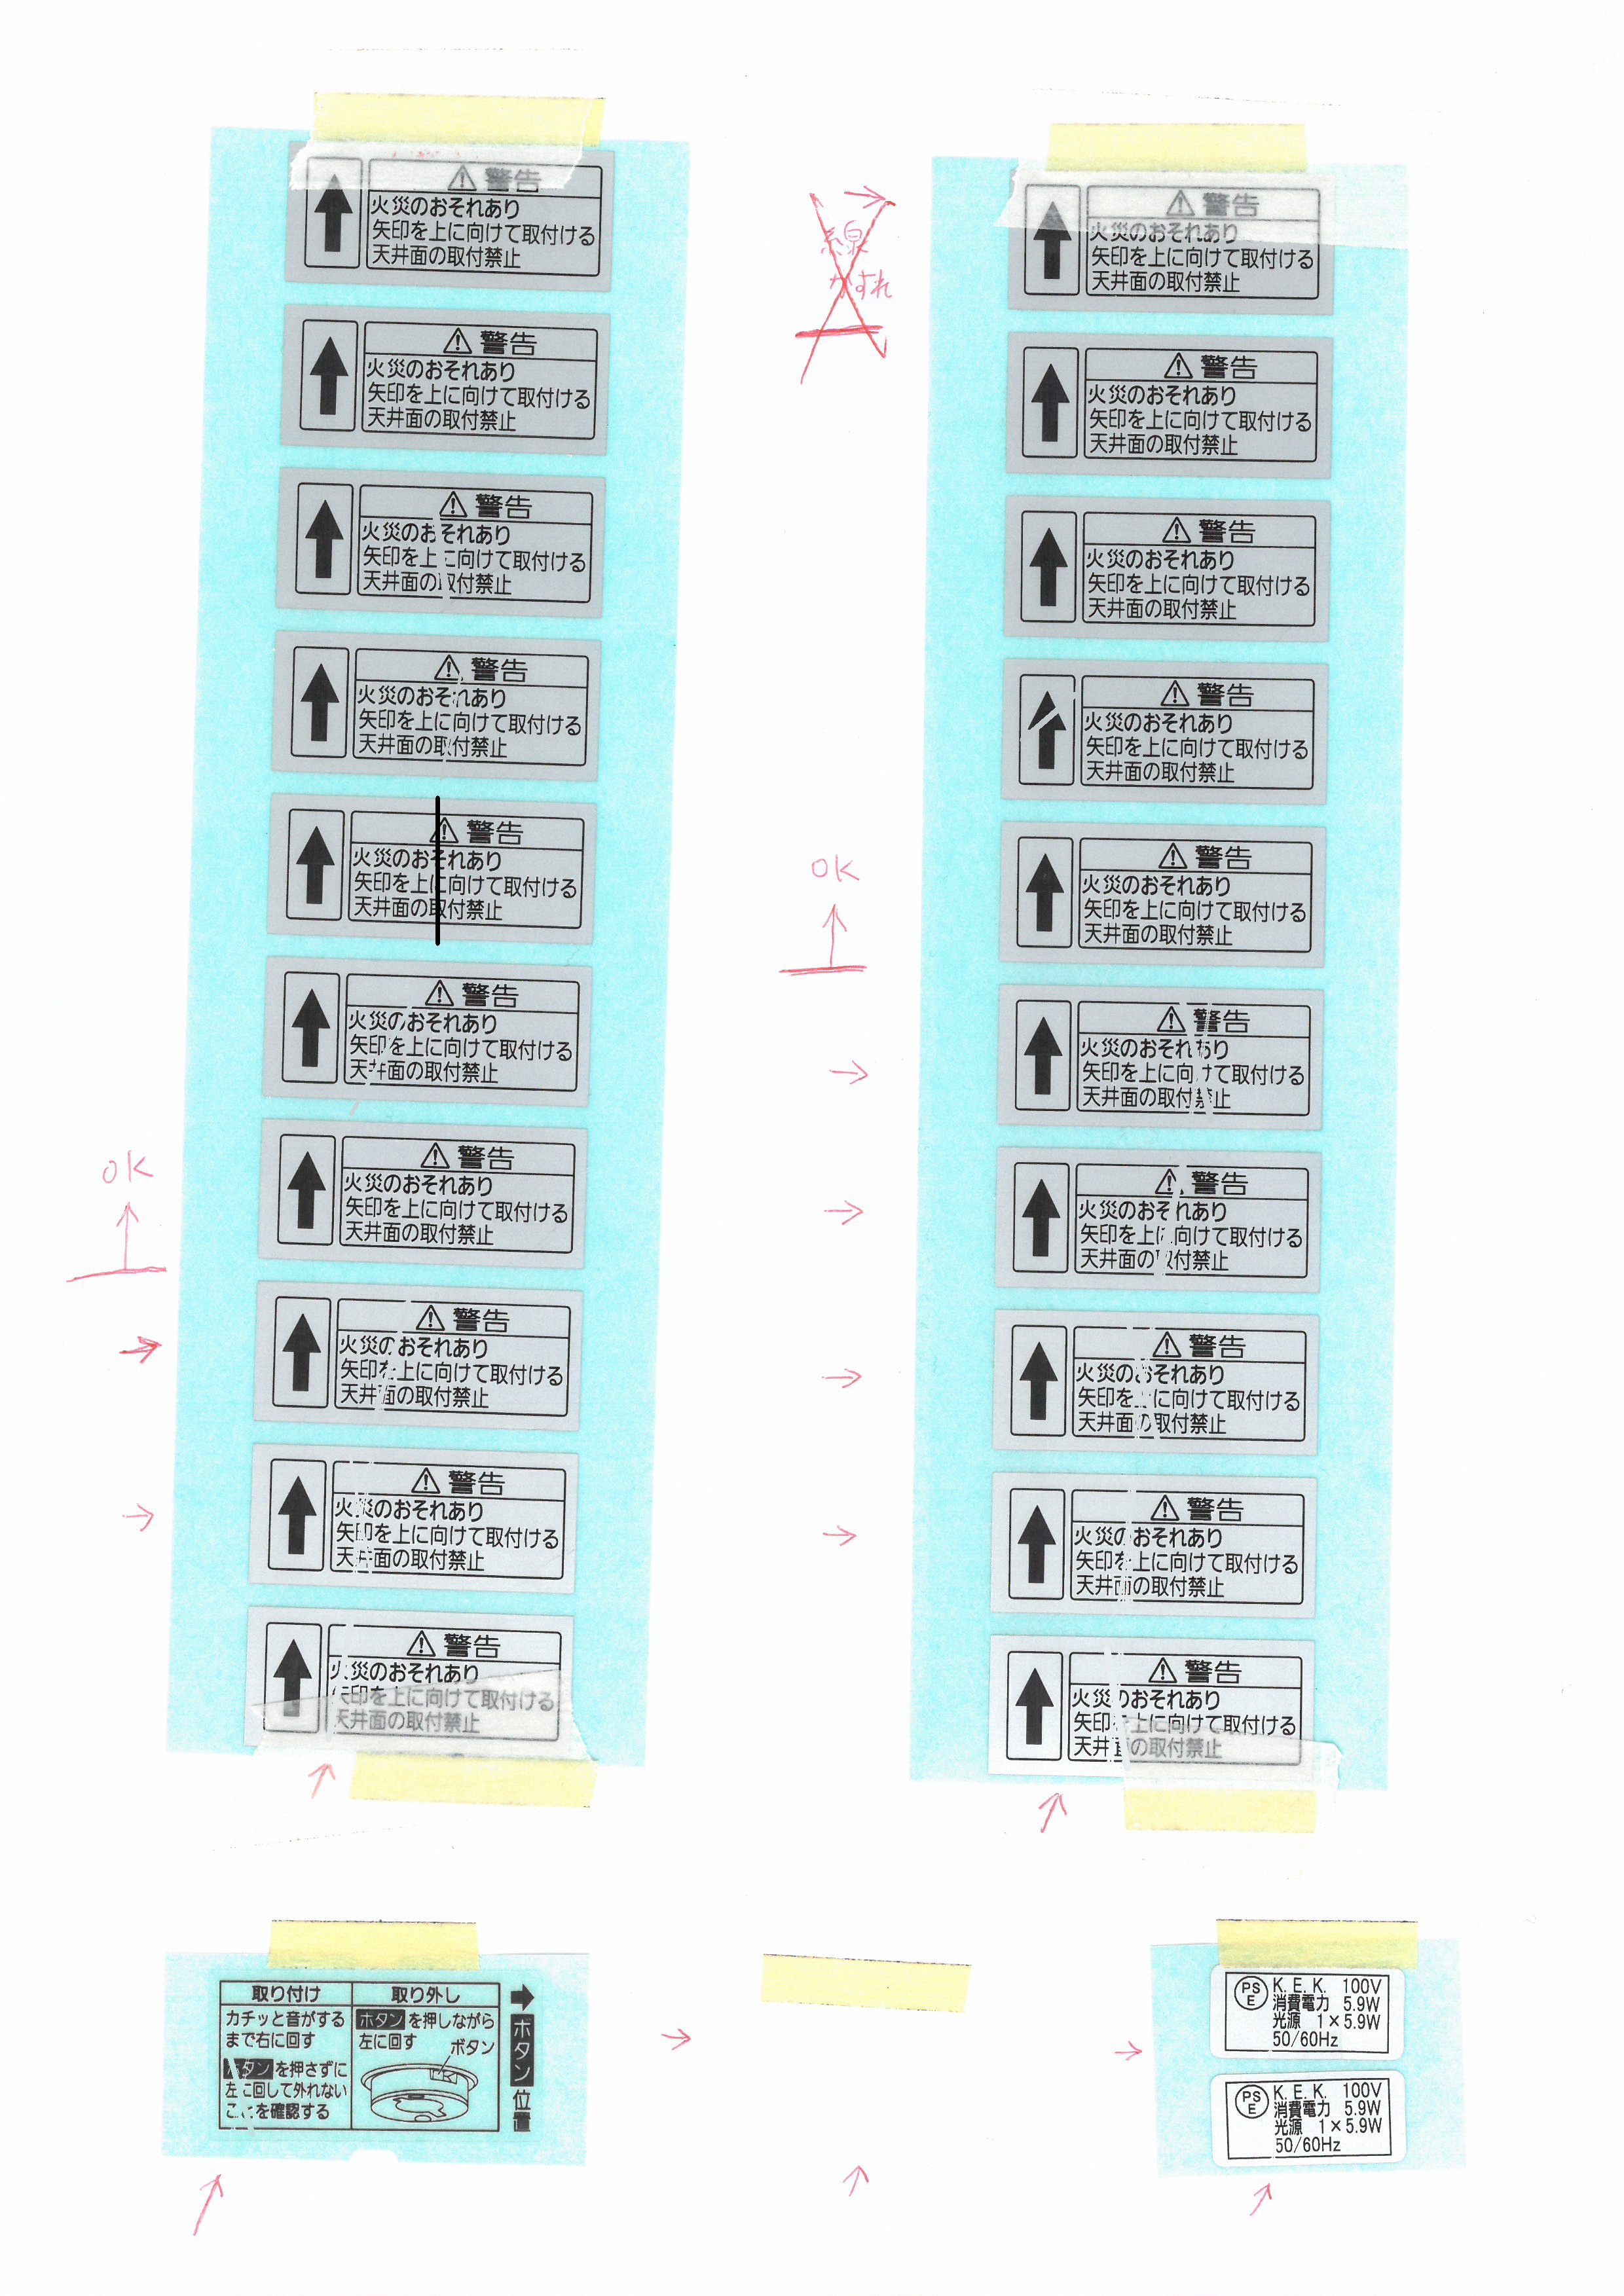 ⚠ 警告
火災のおそれあり
矢印を上に向けて取付ける
天井面の取付禁止
⚠ 警告
火災のおそれあり
矢印を上に向けて取付ける
天井面の取付禁止
⚠ 警告
火災のおそれあり
矢印を上に向けて取付ける
天井面の取付禁止
⚠ 警告
火災のおそれあり
矢印を上に向けて取付ける
天井面の取付禁止
⚠ 警告
火災のおそれあり
矢印を上に向けて取付ける
天井面の取付禁止
⚠ 警告
火災のおそれあり
矢印を上に向けて取付ける
天井面の取付禁止
OK
⚠ 警告
火災のおそれあり
矢印を上に向けて取付ける
天井面の取付禁止
⚠ 警告
火災のおそれあり
矢印を上に向けて取付ける
天井面の取付禁止
⚠ 警告
火災のおそれあり
矢印を上に向けて取付ける
天井面の取付禁止
⚠ 警告
火災のおそれあり
矢印を上に向けて取付ける
天井面の取付禁止
線
かすれ
⚠ 警告
火災のおそれあり
矢印を上に向けて取付ける
天井面の取付禁止
⚠ 警告
火災のおそれあり
矢印を上に向けて取付ける
天井面の取付禁止
⚠ 警告
火災のおそれあり
矢印を上に向けて取付ける
天井面の取付禁止
⚠ 警告
火災のおそれあり
矢印を上に向けて取付ける
天井面の取付禁止
OK
⚠ 警告
火災のおそれあり
矢印を上に向けて取付ける
天井面の取付禁止
⚠ 警告
火災のおそれあり
矢印を上に向けて取付ける
天井面の取付禁止
⚠ 警告
火災のおそれあり
矢印を上に向けて取付ける
天井面の取付禁止
⚠ 警告
火災のおそれあり
矢印を上に向けて取付ける
天井面の取付禁止
⚠ 警告
火災のおそれあり
矢印を上に向けて取付ける
天井面の取付禁止
⚠ 警告
火災のおそれあり
矢印を上に向けて取付ける
天井面の取付禁止
取り付け
カチッと音がする
まで右に回す
ボタンを押さずに
左に回して外れない
ことを確認する
取り外し
ボタンを押しながら
左に回す
ボタン
ボタン位置
PS
E
K.E.K. 100V
消費電力 5.9W
光源 1×5.9W
50/60Hz
PS
E
K.E.K. 100V
消費電力 5.9W
光源 1×5.9W
50/60Hz